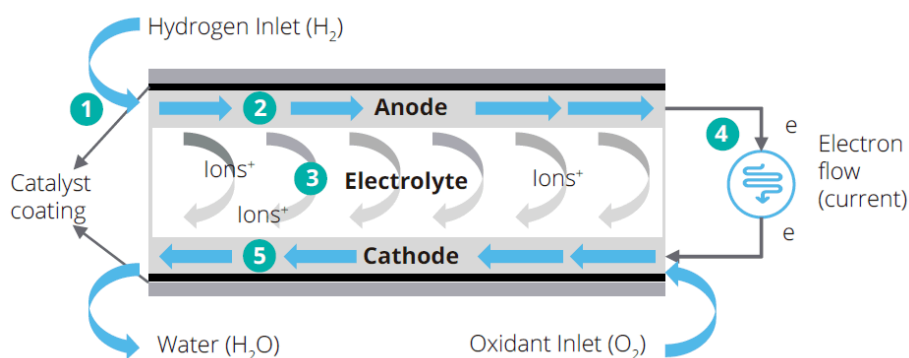 Hydrogen Inlet (H₂)
1
2
Anode
4
e
Electron
flow
(current)
Ions⁺
3
Electrolyte
Ions⁺
Catalyst
coating
Ions⁺
e
5
Cathode
Water (H₂O)
Oxidant Inlet (O₂)